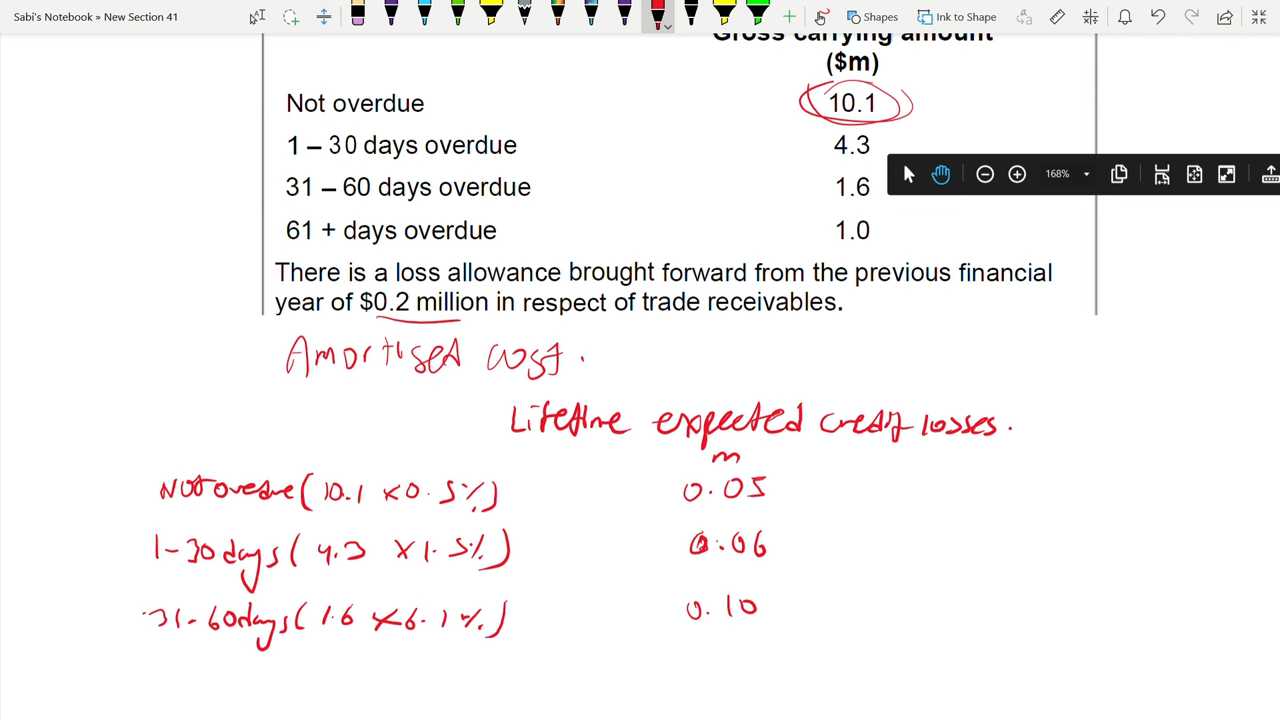 Sabi's Notebook » New Section 41
Shapes
Ink to Shape
Gross carrying amount
($m)
Not overdue 10.1
1 – 30 days overdue 4.3
31 – 60 days overdue 1.6
168%
61 + days overdue 1.0
There is a loss allowance brought forward from the previous financial
year of $0.2 million in respect of trade receivables.
Amortised cost.
Lifetime expected credit losses.
m
Not overdue (10.1 x 0.5%) 0.05
1-30 days (4.3 x 1.5%) 0.06
31-60 days (1.6 x 6.1%) 0.10